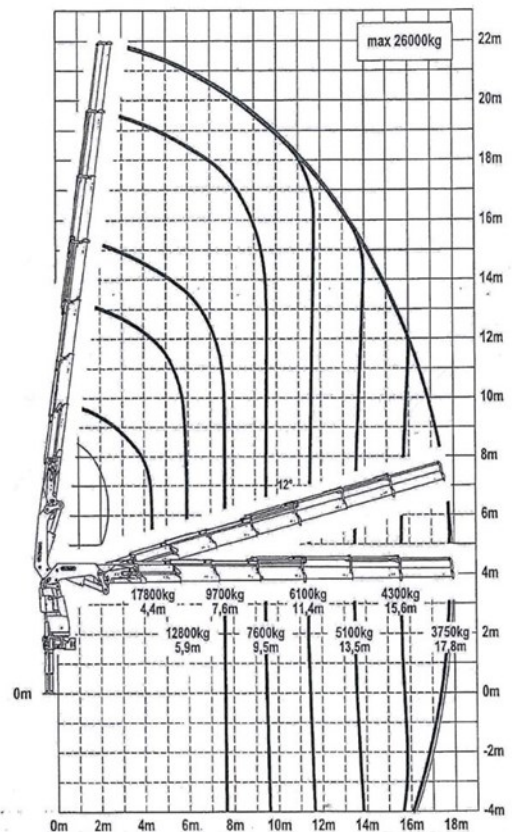 max 26000kg
22m
20m
18m
16m
14m
12m
10m
8m
12°
6m
4m
17800kg 9700kg 6100kg 4300kg
4,4m 7,6m 11,4m 15,6m
12800kg 7600kg 5100kg 3750kg 2m
5,9m 9,5m 13,5m 17,8m
0m 0m
-2m
-4m
0m 2m 4m 6m 8m 10m 12m 14m 16m 18m